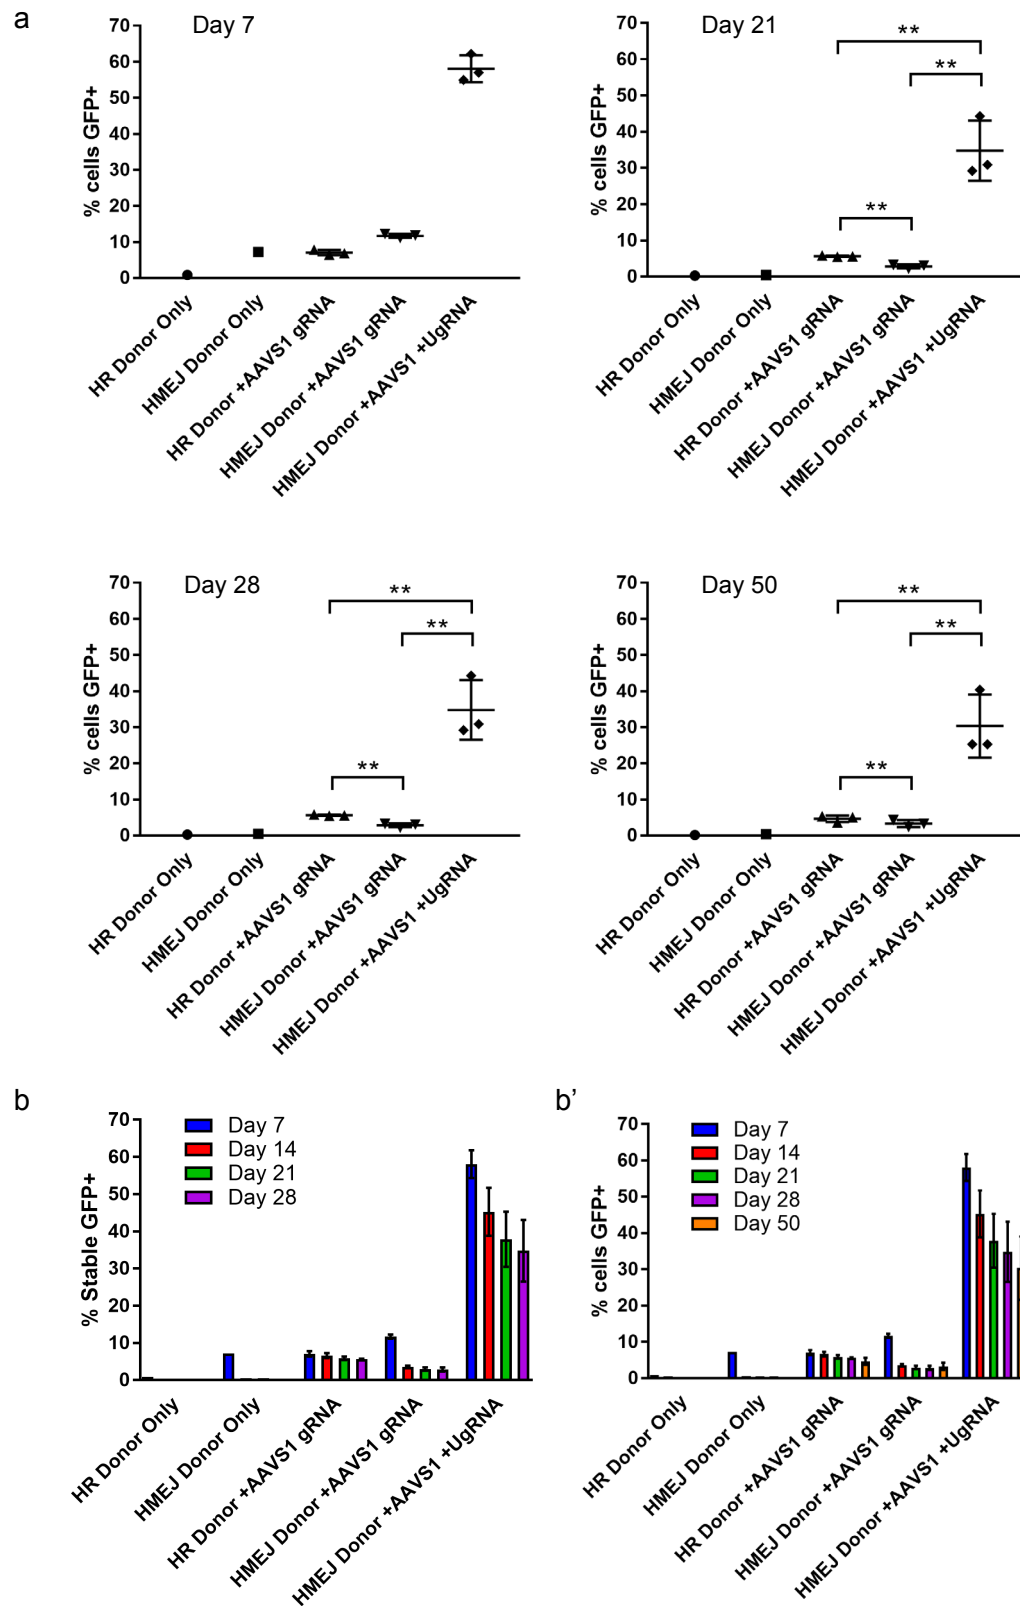 a
Day 7
% cells GFP+
70
60
50
40
30
20
10
0
HR Donor Only
HMEJ Donor Only
HR Donor +AAVS1 gRNA
HMEJ Donor +AAVS1 gRNA
HMEJ Donor +AAVS1 +UgRNA
Day 21
% cells GFP+
70
60
50
40
30
20
10
0
**
**
**
HR Donor Only
HMEJ Donor Only
HR Donor +AAVS1 gRNA
HMEJ Donor +AAVS1 gRNA
HMEJ Donor +AAVS1 +UgRNA
Day 28
% cells GFP+
70
60
50
40
30
20
10
0
**
**
**
HR Donor Only
HMEJ Donor Only
HR Donor +AAVS1 gRNA
HMEJ Donor +AAVS1 gRNA
HMEJ Donor +AAVS1 +UgRNA
Day 50
% cells GFP+
70
60
50
40
30
20
10
0
**
**
**
HR Donor Only
HMEJ Donor Only
HR Donor +AAVS1 gRNA
HMEJ Donor +AAVS1 gRNA
HMEJ Donor +AAVS1 +UgRNA
b
% Stable GFP+
70
60
50
40
30
20
10
0
Day 7
Day 14
Day 21
Day 28
HR Donor Only
HMEJ Donor Only
HR Donor +AAVS1 gRNA
HMEJ Donor +AAVS1 gRNA
HMEJ Donor +AAVS1 +UgRNA
b’
% cells GFP+
70
60
50
40
30
20
10
0
Day 7
Day 14
Day 21
Day 28
Day 50
HR Donor Only
HMEJ Donor Only
HR Donor +AAVS1 gRNA
HMEJ Donor +AAVS1 gRNA
HMEJ Donor +AAVS1 +UgRNA